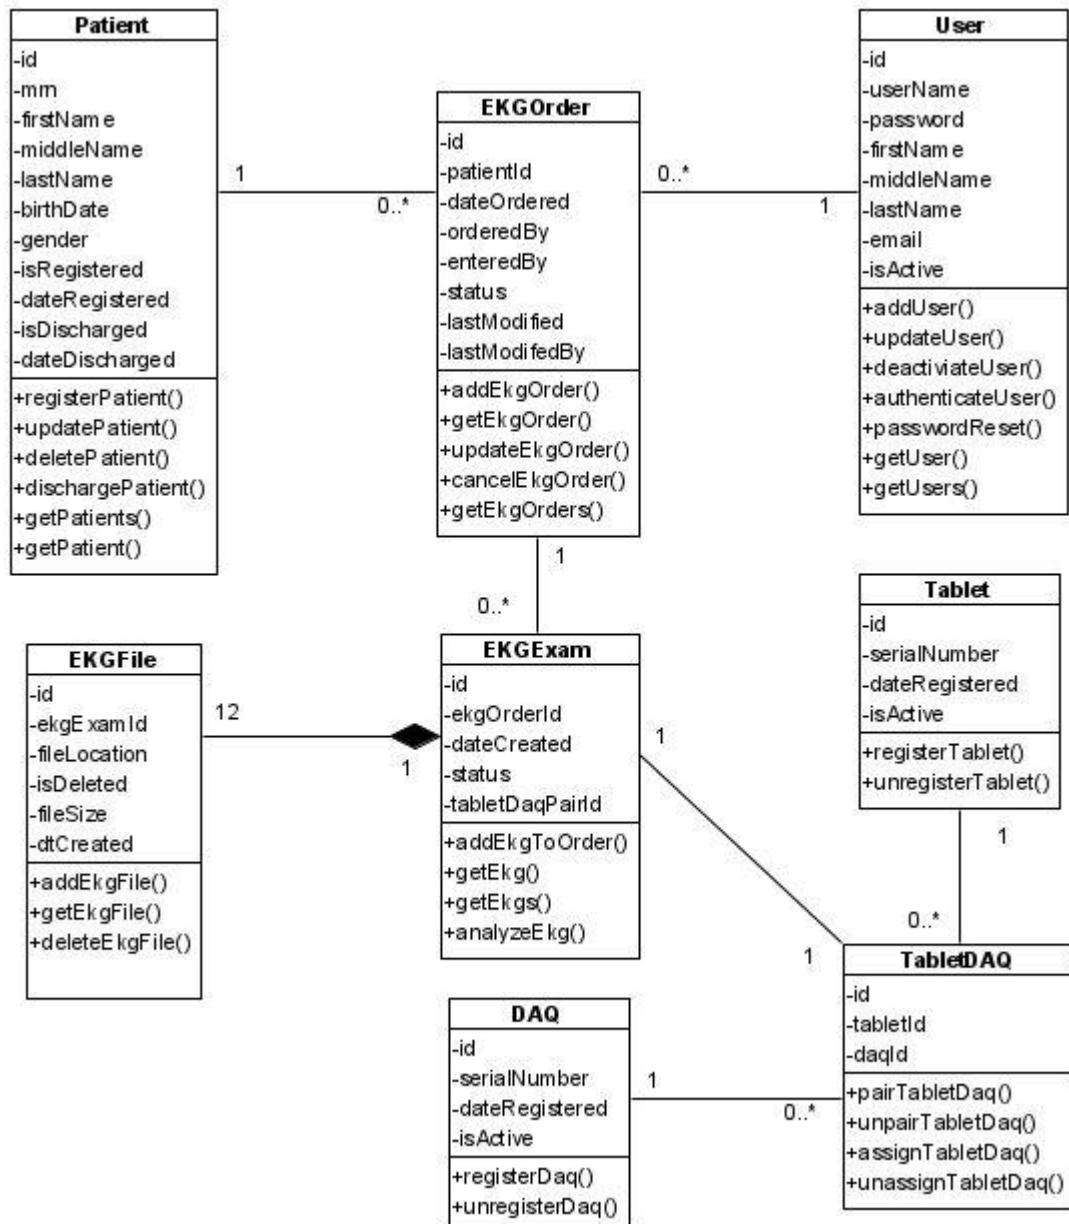 Patient
-id
-mrn
-firstName
-middleName
-lastName
-birthDate
-gender
-isRegistered
-dateRegistered
-isDischarged
-dateDischarged
+registerPatient()
+updatePatient()
+deletePatient()
+dischargePatient()
+getPatients()
+getPatient()
1
0..*
EKGOrder
-id
-patientId
-dateOrdered
-orderedBy
-enteredBy
-status
-lastModified
-lastModifedBy
+addEkgOrder()
+getEkgOrder()
+updateEkgOrder()
+cancelEkgOrder()
+getEkgOrders()
0..*
1
User
-id
-userName
-password
-firstName
-middleName
-lastName
-email
-isActive
+addUser()
+updateUser()
+deactiviateUser()
+authenticateUser()
+passwordReset()
+getUser()
+getUsers()
1
0..*
EKGFile
-id
-ekgExamId
-fileLocation
-isDeleted
-fileSize
-dtCreated
+addEkgFile()
+getEkgFile()
+deleteEkgFile()
12
1
EKGExam
-id
-ekgOrderId
-dateCreated
-status
-tabletDaqPairId
+addEkgToOrder()
+getEkg()
+getEkgs()
+analyzeEkg()
1
1
Tablet
-id
-serialNumber
-dateRegistered
-isActive
+registerTablet()
+unregisterTablet()
1
0..*
DAQ
-id
-serialNumber
-dateRegistered
-isActive
+registerDaq()
+unregisterDaq()
1
0..*
TabletDAQ
-id
-tabletId
-daqId
+pairTabletDaq()
+unpairTabletDaq()
+assignTabletDaq()
+unassignTabletDaq()